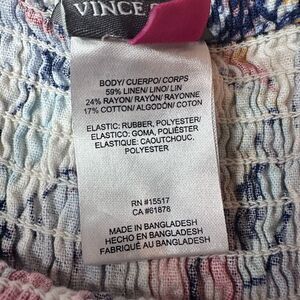 VINCE
BODY/ CUERPO/ CORPS
59% LINEN/ LINO/ LIN
24% RAYON/ RAYÓN/ RAYONNE
17% COTTON/ ALGODÓN/ COTON
ELASTIC: RUBBER, POLYESTER/
ELASTICO: GOMA, POLIÉSTER
ELASTIQUE: CAOUTCHOUC,
POLYESTER
RN #15517
CA #61878
MADE IN BANGLADESH
HECHO EN BANGLADESH
FABRIQUÉ AU BANGLADESH